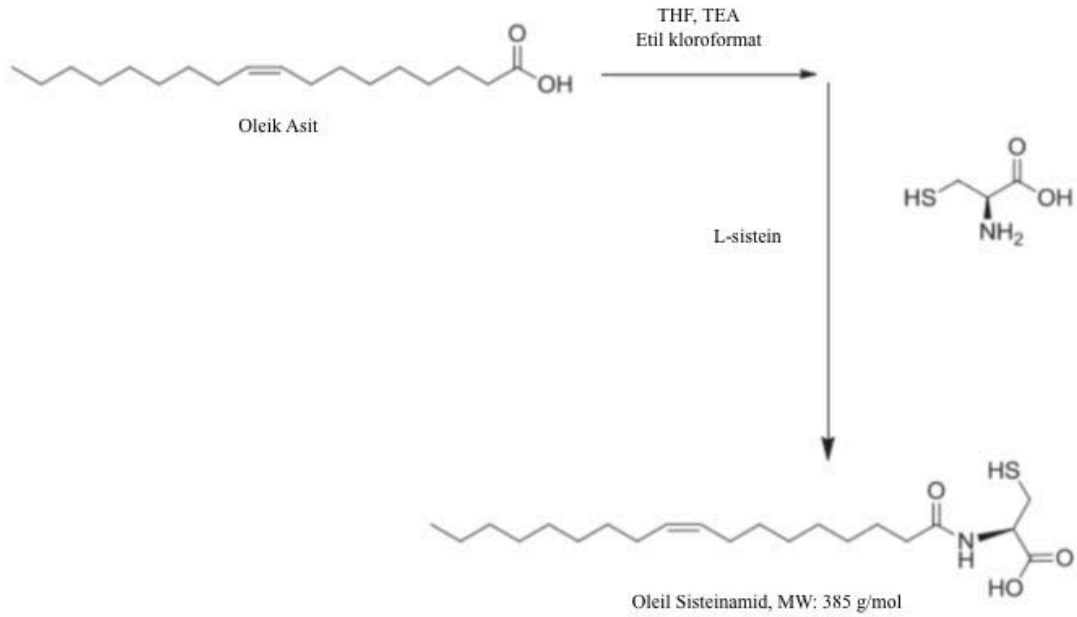 THF, TEA
Etil kloroformat
O
OH
Oleik Asit
O
HS
OH
NH2
L-sistein
HS
O
N
H
O
HO
Oleil Sisteinamid, MW: 385 g/mol